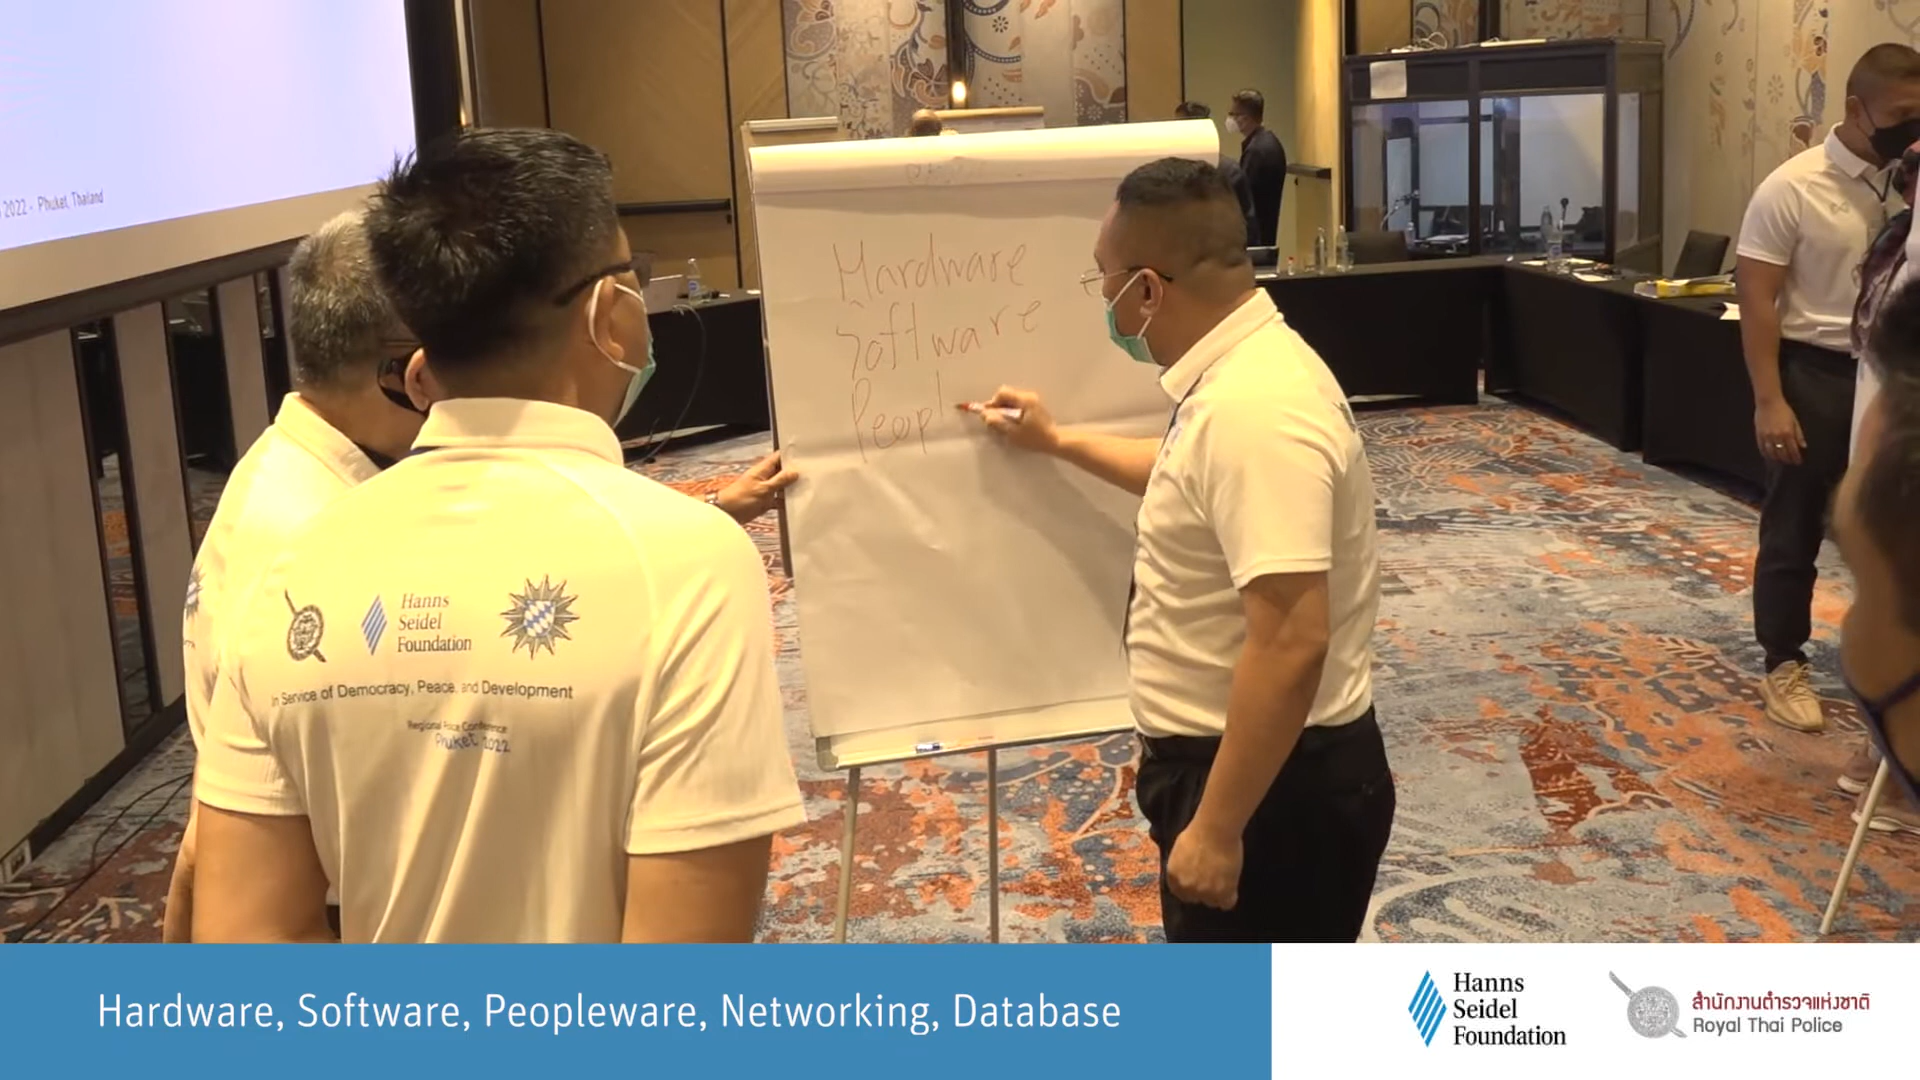 2022 - Phuket, Thailand
Hardware
Software
Peopl
Hanns
Seidel
Foundation
In Service of Democracy, Peace, and Development
Regional Police Conference
Phuket 2022
Hardware, Software, Peopleware, Networking, Database
Hanns
Seidel
Foundation
สำนักงานตำรวจแห่งชาติ
Royal Thai Police